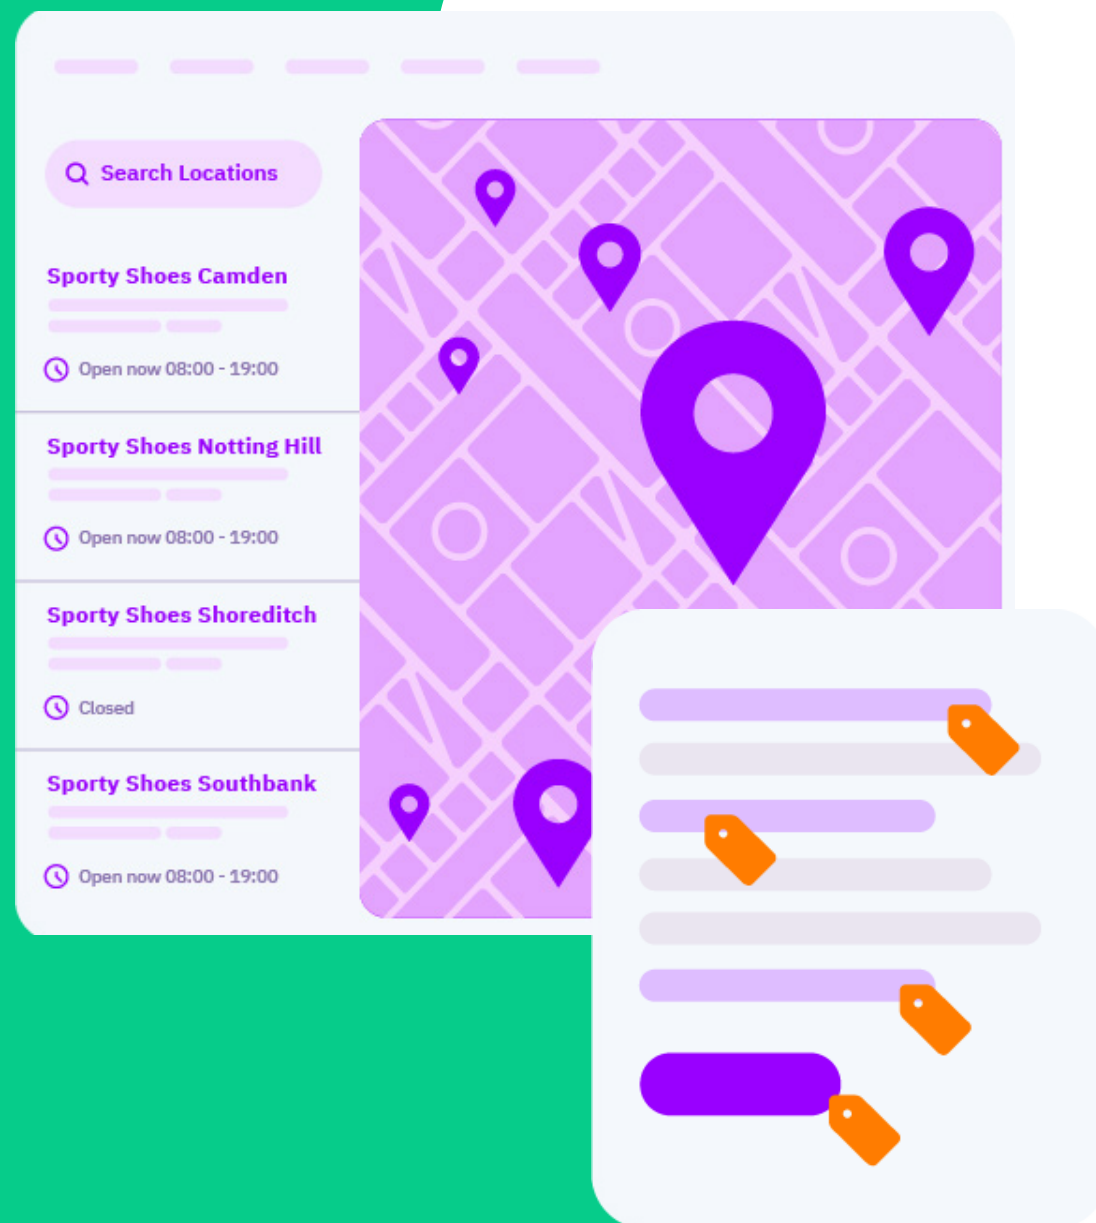 Search Locations
Sporty Shoes Camden
Open now 08:00 - 19:00
Sporty Shoes Notting Hill
Open now 08:00 - 19:00
Sporty Shoes Shoreditch
Closed
Sporty Shoes Southbank
Open now 08:00 - 19:00